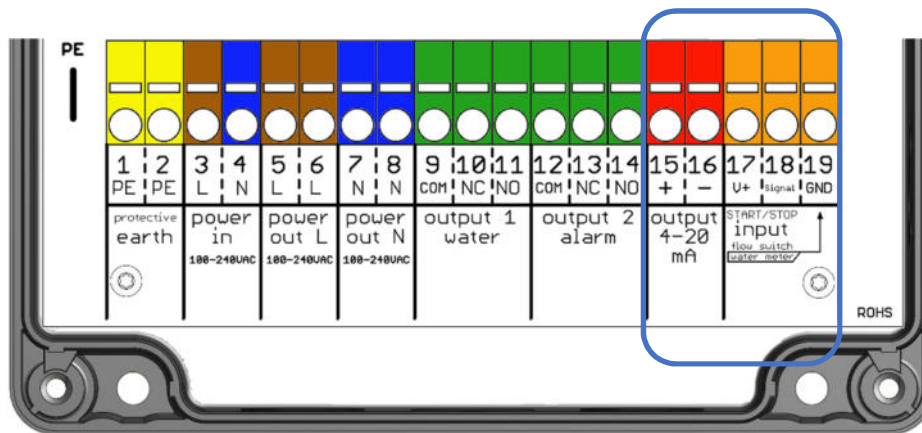 PE
1 2 3 4 5 6 7 8 9 10 11 12 13 14 15 16 17 18 19
PE PE L N L L N N COM NC NO COM NC NO + - V+ Signal GND
protective
earth
power
in
100-240VAC
power
out L
100-240VAC
power
out N
100-240VAC
output 1
water
output 2
alarm
output
4-20
mA
START/STOP
input
flow switch
water meter
ROHS